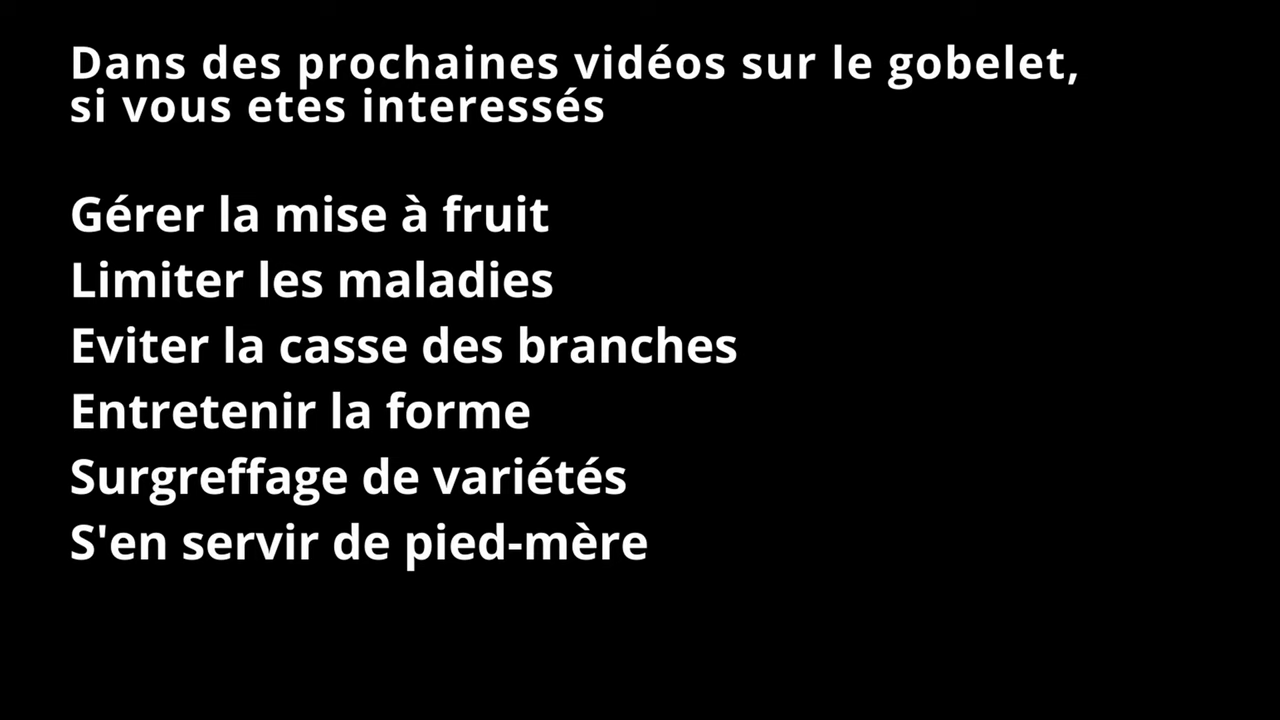 Dans des prochaines vidéos sur le gobelet,
si vous etes interessés
Gérer la mise à fruit
Limiter les maladies
Eviter la casse des branches
Entretenir la forme
Surgreffage de variétés
S'en servir de pied-mère